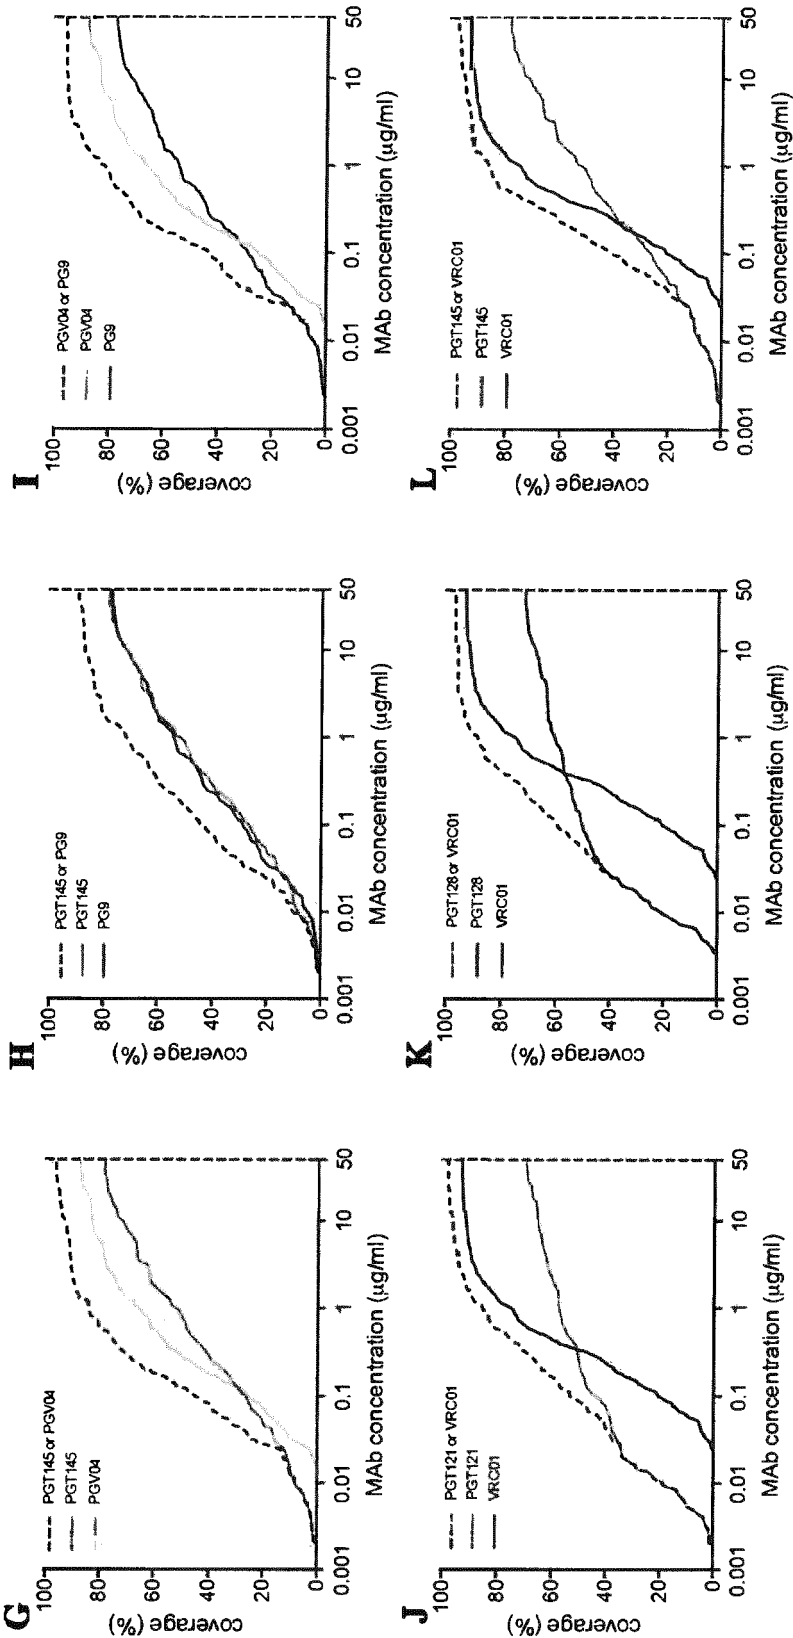 G
100
80
60
40
20
0
coverage (%)
PGT145 or PGV04
PGT145
PGV04
0.001
0.01
0.1
1
10
50
MAb concentration (µg/ml)
H
100
80
60
40
20
0
coverage (%)
PGT145 or PG9
PGT145
PG9
0.001
0.01
0.1
1
10
50
MAb concentration (µg/ml)
I
100
80
60
40
20
0
coverage (%)
PGV04 or PG9
PGV04
PG9
0.001
0.01
0.1
1
10
50
MAb concentration (µg/ml)
J
100
80
60
40
20
0
coverage (%)
PGT121 or VRC01
PGT121
VRC01
0.001
0.01
0.1
1
10
50
MAb concentration (µg/ml)
K
100
80
60
40
20
0
coverage (%)
PGT128 or VRC01
PGT128
VRC01
0.001
0.01
0.1
1
10
50
MAb concentration (µg/ml)
L
100
80
60
40
20
0
coverage (%)
PGT145 or VRC01
PGT145
VRC01
0.001
0.01
0.1
1
10
50
MAb concentration (µg/ml)